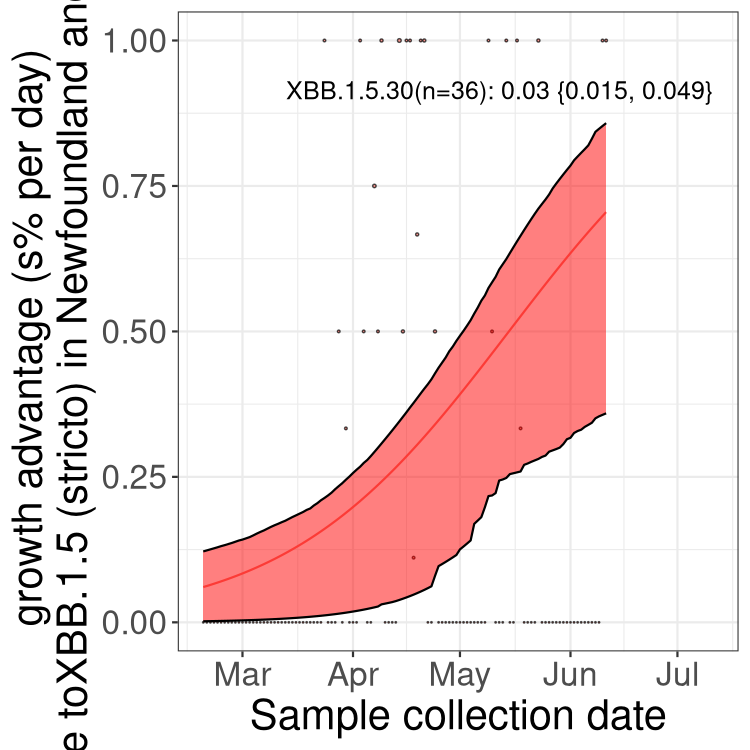 growth advantage (s% per day)
e toXBB.1.5 (stricto) in Newfoundland and
1.00
0.75
0.50
0.25
0.00
XBB.1.5.30(n=36): 0.03 {0.015, 0.049}
Mar Apr May Jun Jul
Sample collection date